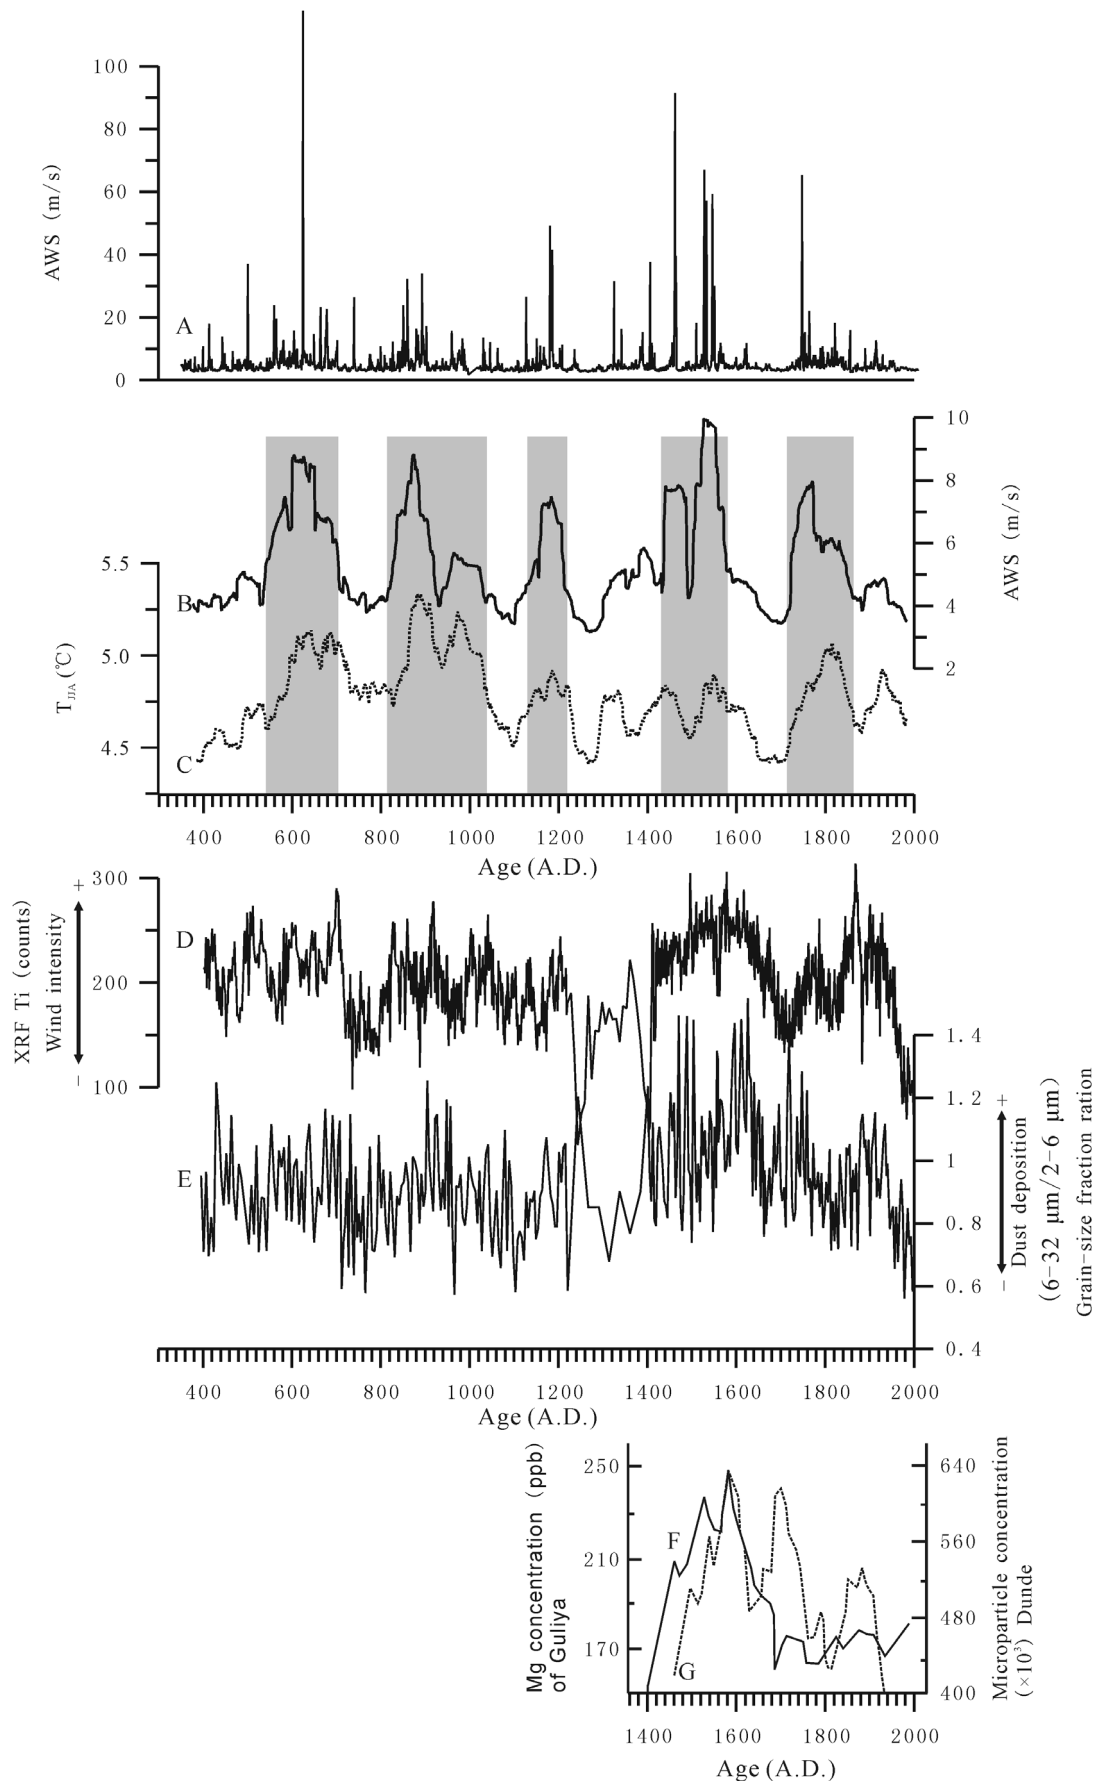 100
80
60
40
20
0
AWS (m/s)
A
10
8
6
4
2
AWS (m/s)
5.5
5.0
4.5
T JJA (℃)
B
C
400 600 800 1000 1200 1400 1600 1800 2000
Age (A.D.)
300
200
100
XRF Ti (counts)
Wind intensity
+
−
D
E
1.4
1.2
1
0.8
0.6
0.4
+
−
Dust deposition
(6−32 μm/2−6 μm)
Grain−size fraction ration
400 600 800 1000 1200 1400 1600 1800 2000
Age (A.D.)
250
210
170
Mg concentration (ppb)
of Guliya
F
G
640
560
480
400
Microparticle concentration
(×10³) Dunde
1400 1600 1800 2000
Age (A.D.)